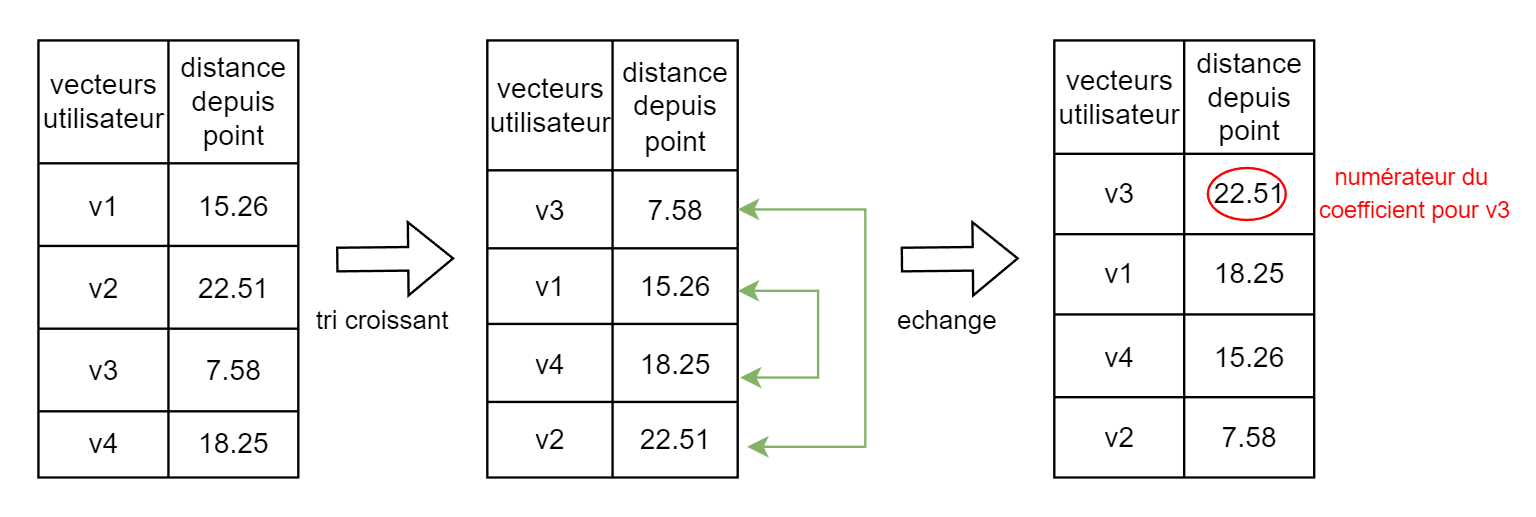 vecteurs
utilisateur
distance
depuis
point
v1
15.26
v2
22.51
v3
7.58
v4
18.25
tri croissant
vecteurs
utilisateur
distance
depuis
point
v3
7.58
v1
15.26
v4
18.25
v2
22.51
echange
vecteurs
utilisateur
distance
depuis
point
v3
22.51
v1
18.25
v4
15.26
v2
7.58
numérateur du
coefficient pour v3